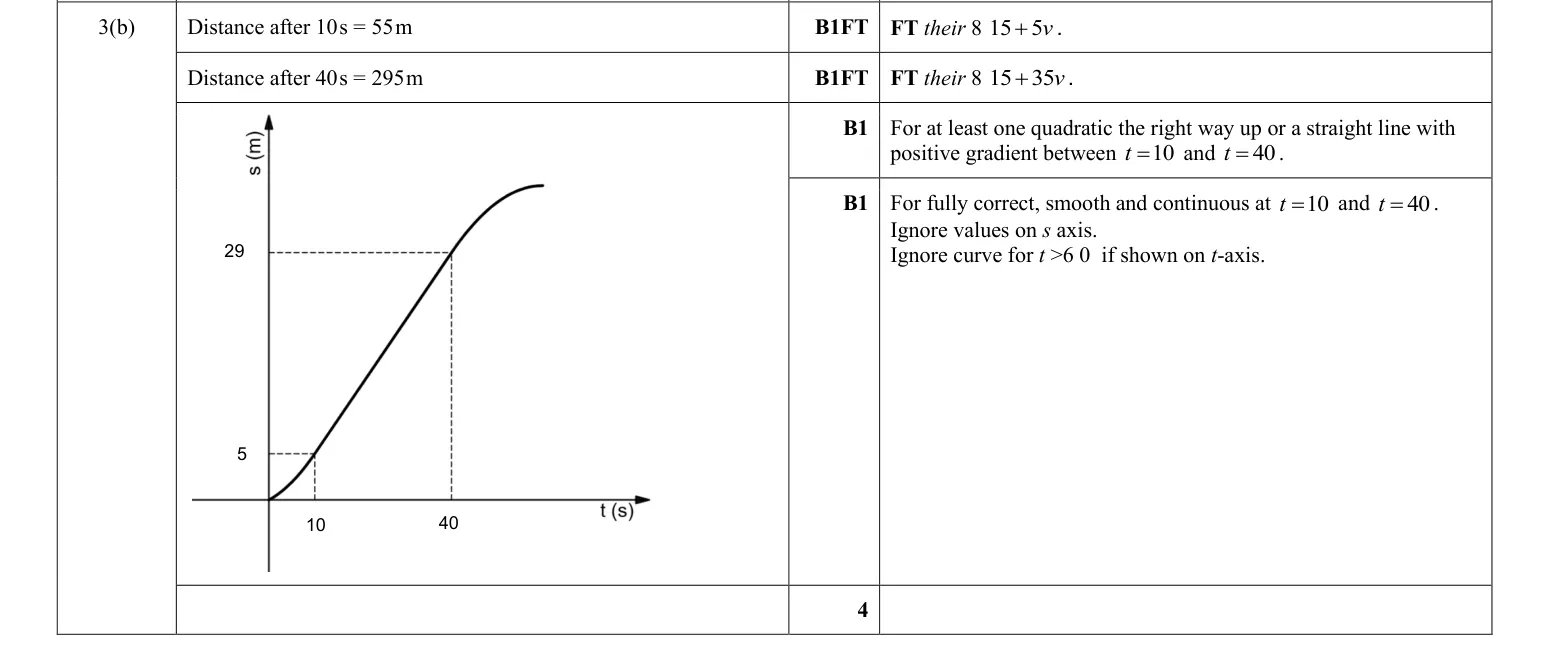 3(b)
Distance after 10s = 55m
B1FT
FT their 8 15+5v.
Distance after 40s = 295m
B1FT
FT their 8 15+35v.
s (m)
29
5
10
40
t (s)
B1
For at least one quadratic the right way up or a straight line with
positive gradient between t=10 and t=40.
B1
For fully correct, smooth and continuous at t=10 and t=40.
Ignore values on s axis.
Ignore curve for t >6 0 if shown on t-axis.
4